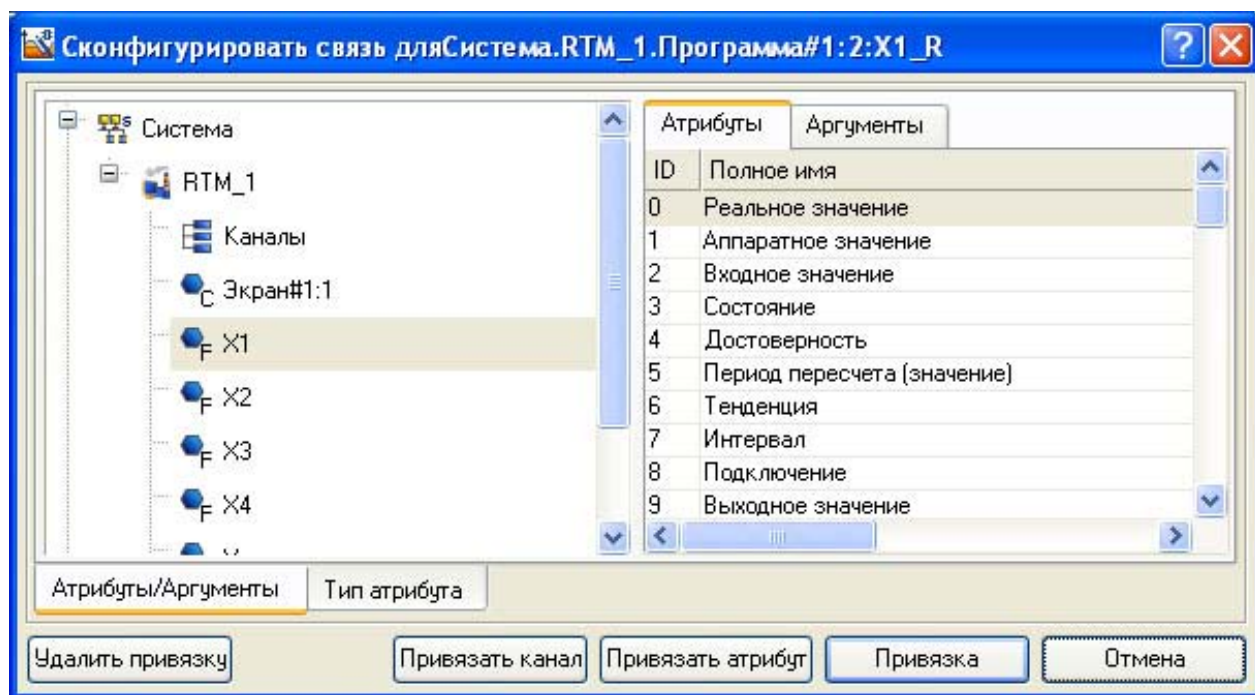 Сконфигурировать связь дляСистема.RTM_1.Программа#1:2:X1_R
Система
RTM_1
Каналы
C Экран#1:1
F X1
F X2
F X3
F X4
Атрибуты/Аргументы Тип атрибута
Атрибуты Аргументы
ID Полное имя
0 Реальное значение
1 Аппаратное значение
2 Входное значение
3 Состояние
4 Достоверность
5 Период пересчета (значение)
6 Тенденция
7 Интервал
8 Подключение
9 Выходное значение
Удалить привязку Привязать канал Привязать атрибут Привязка Отмена